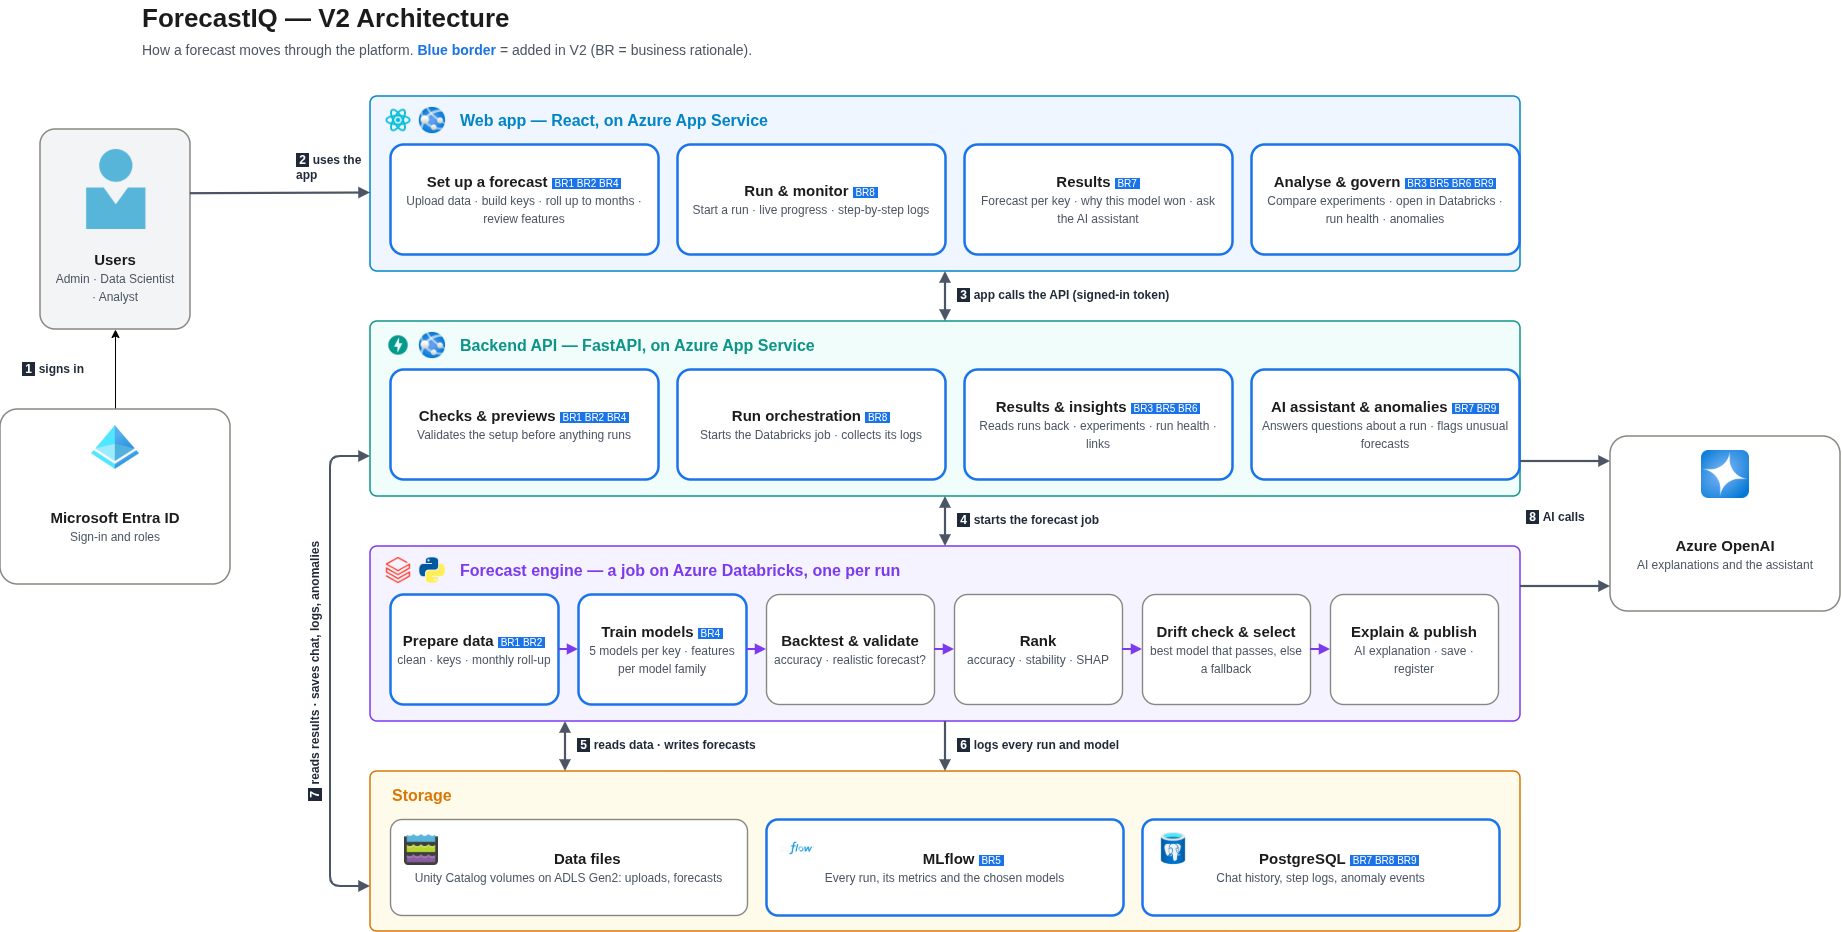 ForecastIQ — V2 Architecture
How a forecast moves through the platform. Blue border = added in V2 (BR = business rationale).
Users
Admin · Data Scientist
· Analyst
1 signs in
Microsoft Entra ID
Sign-in and roles
2 uses the
app
Web app — React, on Azure App Service
Set up a forecast BR1 BR2 BR4
Upload data · build keys · roll up to months ·
review features
Run & monitor BR8
Start a run · live progress · step-by-step logs
Results BR7
Forecast per key · why this model won · ask
the AI assistant
Analyse & govern BR3 BR5 BR6 BR9
Compare experiments · open in Databricks ·
run health · anomalies
3 app calls the API (signed-in token)
Backend API — FastAPI, on Azure App Service
Checks & previews BR1 BR2 BR4
Validates the setup before anything runs
Run orchestration BR8
Starts the Databricks job · collects its logs
Results & insights BR3 BR5 BR6
Reads runs back · experiments · run health ·
links
AI assistant & anomalies BR7 BR9
Answers questions about a run · flags unusual
forecasts
4 starts the forecast job
8 AI calls
Azure OpenAI
AI explanations and the assistant
Forecast engine — a job on Azure Databricks, one per run
Prepare data BR1 BR2
clean · keys · monthly roll-up
Train models BR4
5 models per key · features
per model family
Backtest & validate
accuracy · realistic forecast?
Rank
accuracy · stability · SHAP
Drift check & select
best model that passes, else
a fallback
Explain & publish
AI explanation · save ·
register
5 reads data · writes forecasts
6 logs every run and model
7 reads results · saves chat, logs, anomalies
Storage
Data files
Unity Catalog volumes on ADLS Gen2: uploads, forecasts
flow
MLflow BR5
Every run, its metrics and the chosen models
PostgreSQL BR7 BR8 BR9
Chat history, step logs, anomaly events